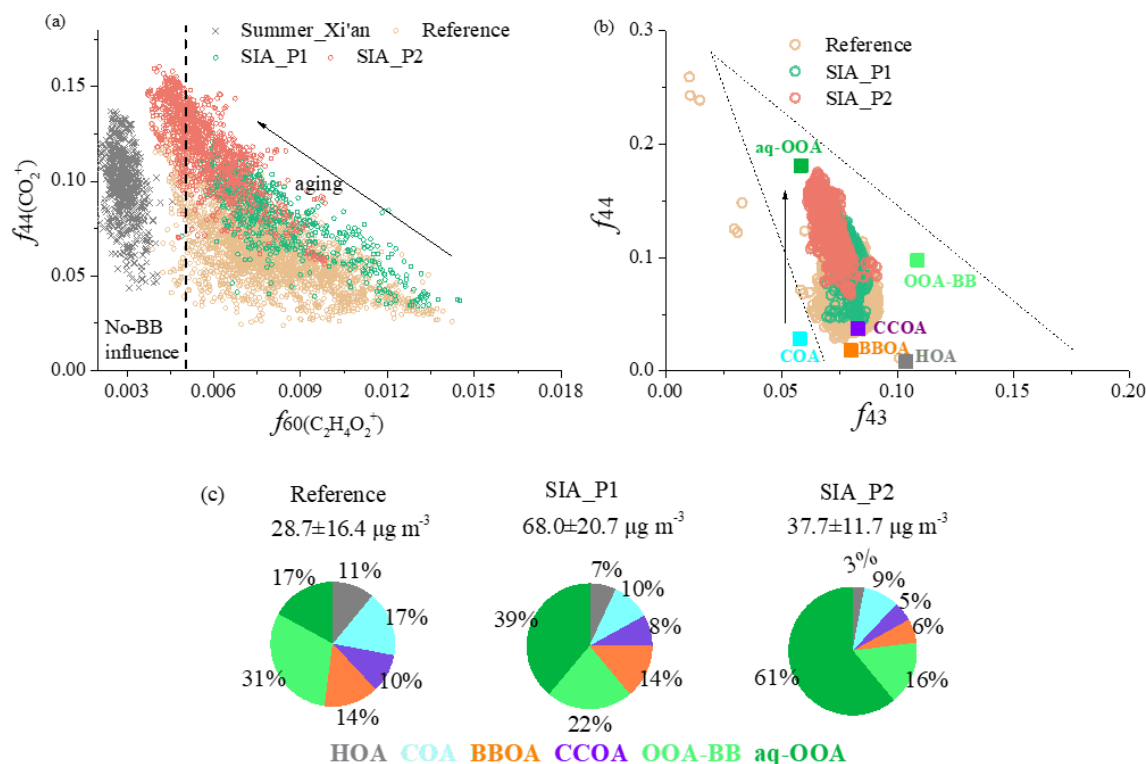 (a)
× Summer_Xi'an ○ Reference
○ SIA_P1 ○ SIA_P2
0.15
0.10
0.05
0.00
f44(CO₂⁺)
aging
No-BB
influence
0.003 0.006 0.009 0.012 0.015
f60(C₂H₄O₂⁺)
(b)
Reference
SIA_P1
SIA_P2
0.3
0.2
0.1
0.0
f44
aq-OOA
OOA-BB
CCOA
COA
BBOA
HOA
0.00 0.05 0.10 0.15 0.20
f43
(c)
Reference
28.7±16.4 μg m⁻³
17%
11%
17%
10%
14%
31%
SIA_P1
68.0±20.7 μg m⁻³
39%
7%
10%
8%
14%
22%
SIA_P2
37.7±11.7 μg m⁻³
61%
3%
9%
5%
6%
16%
HOA COA BBOA CCOA OOA-BB aq-OOA